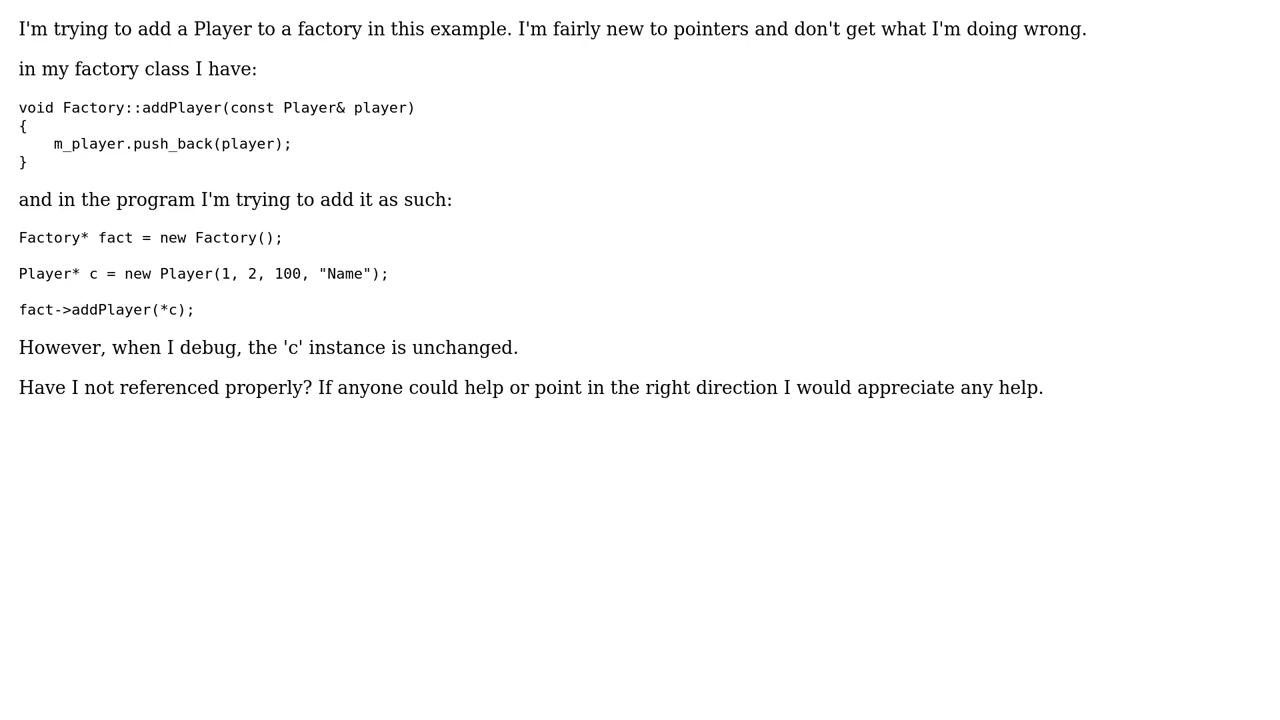 I'm trying to add a Player to a factory in this example. I'm fairly new to pointers and don't get what I'm doing wrong.
in my factory class I have:
void Factory::addPlayer(const Player& player)
{
    m_player.push_back(player);
}
and in the program I'm trying to add it as such:
Factory* fact = new Factory();
Player* c = new Player(1, 2, 100, "Name");
fact->addPlayer(*c);
However, when I debug, the 'c' instance is unchanged.
Have I not referenced properly? If anyone could help or point in the right direction I would appreciate any help.